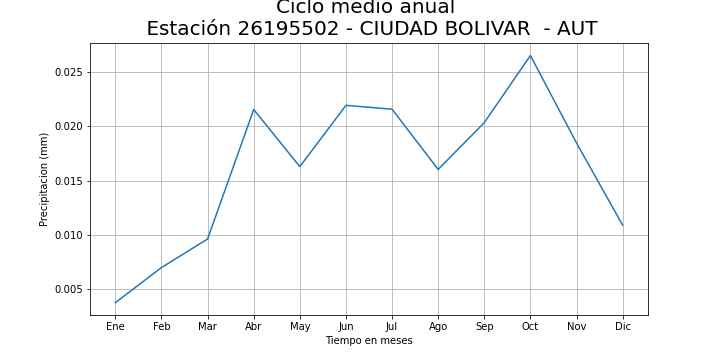 Ciclo medio anual
Estación 26195502 - CIUDAD BOLIVAR  - AUT
Precipitacion (mm)
0.025
0.020
0.015
0.010
0.005
Ene Feb Mar Abr May Jun Jul Ago Sep Oct Nov Dic
Tiempo en meses